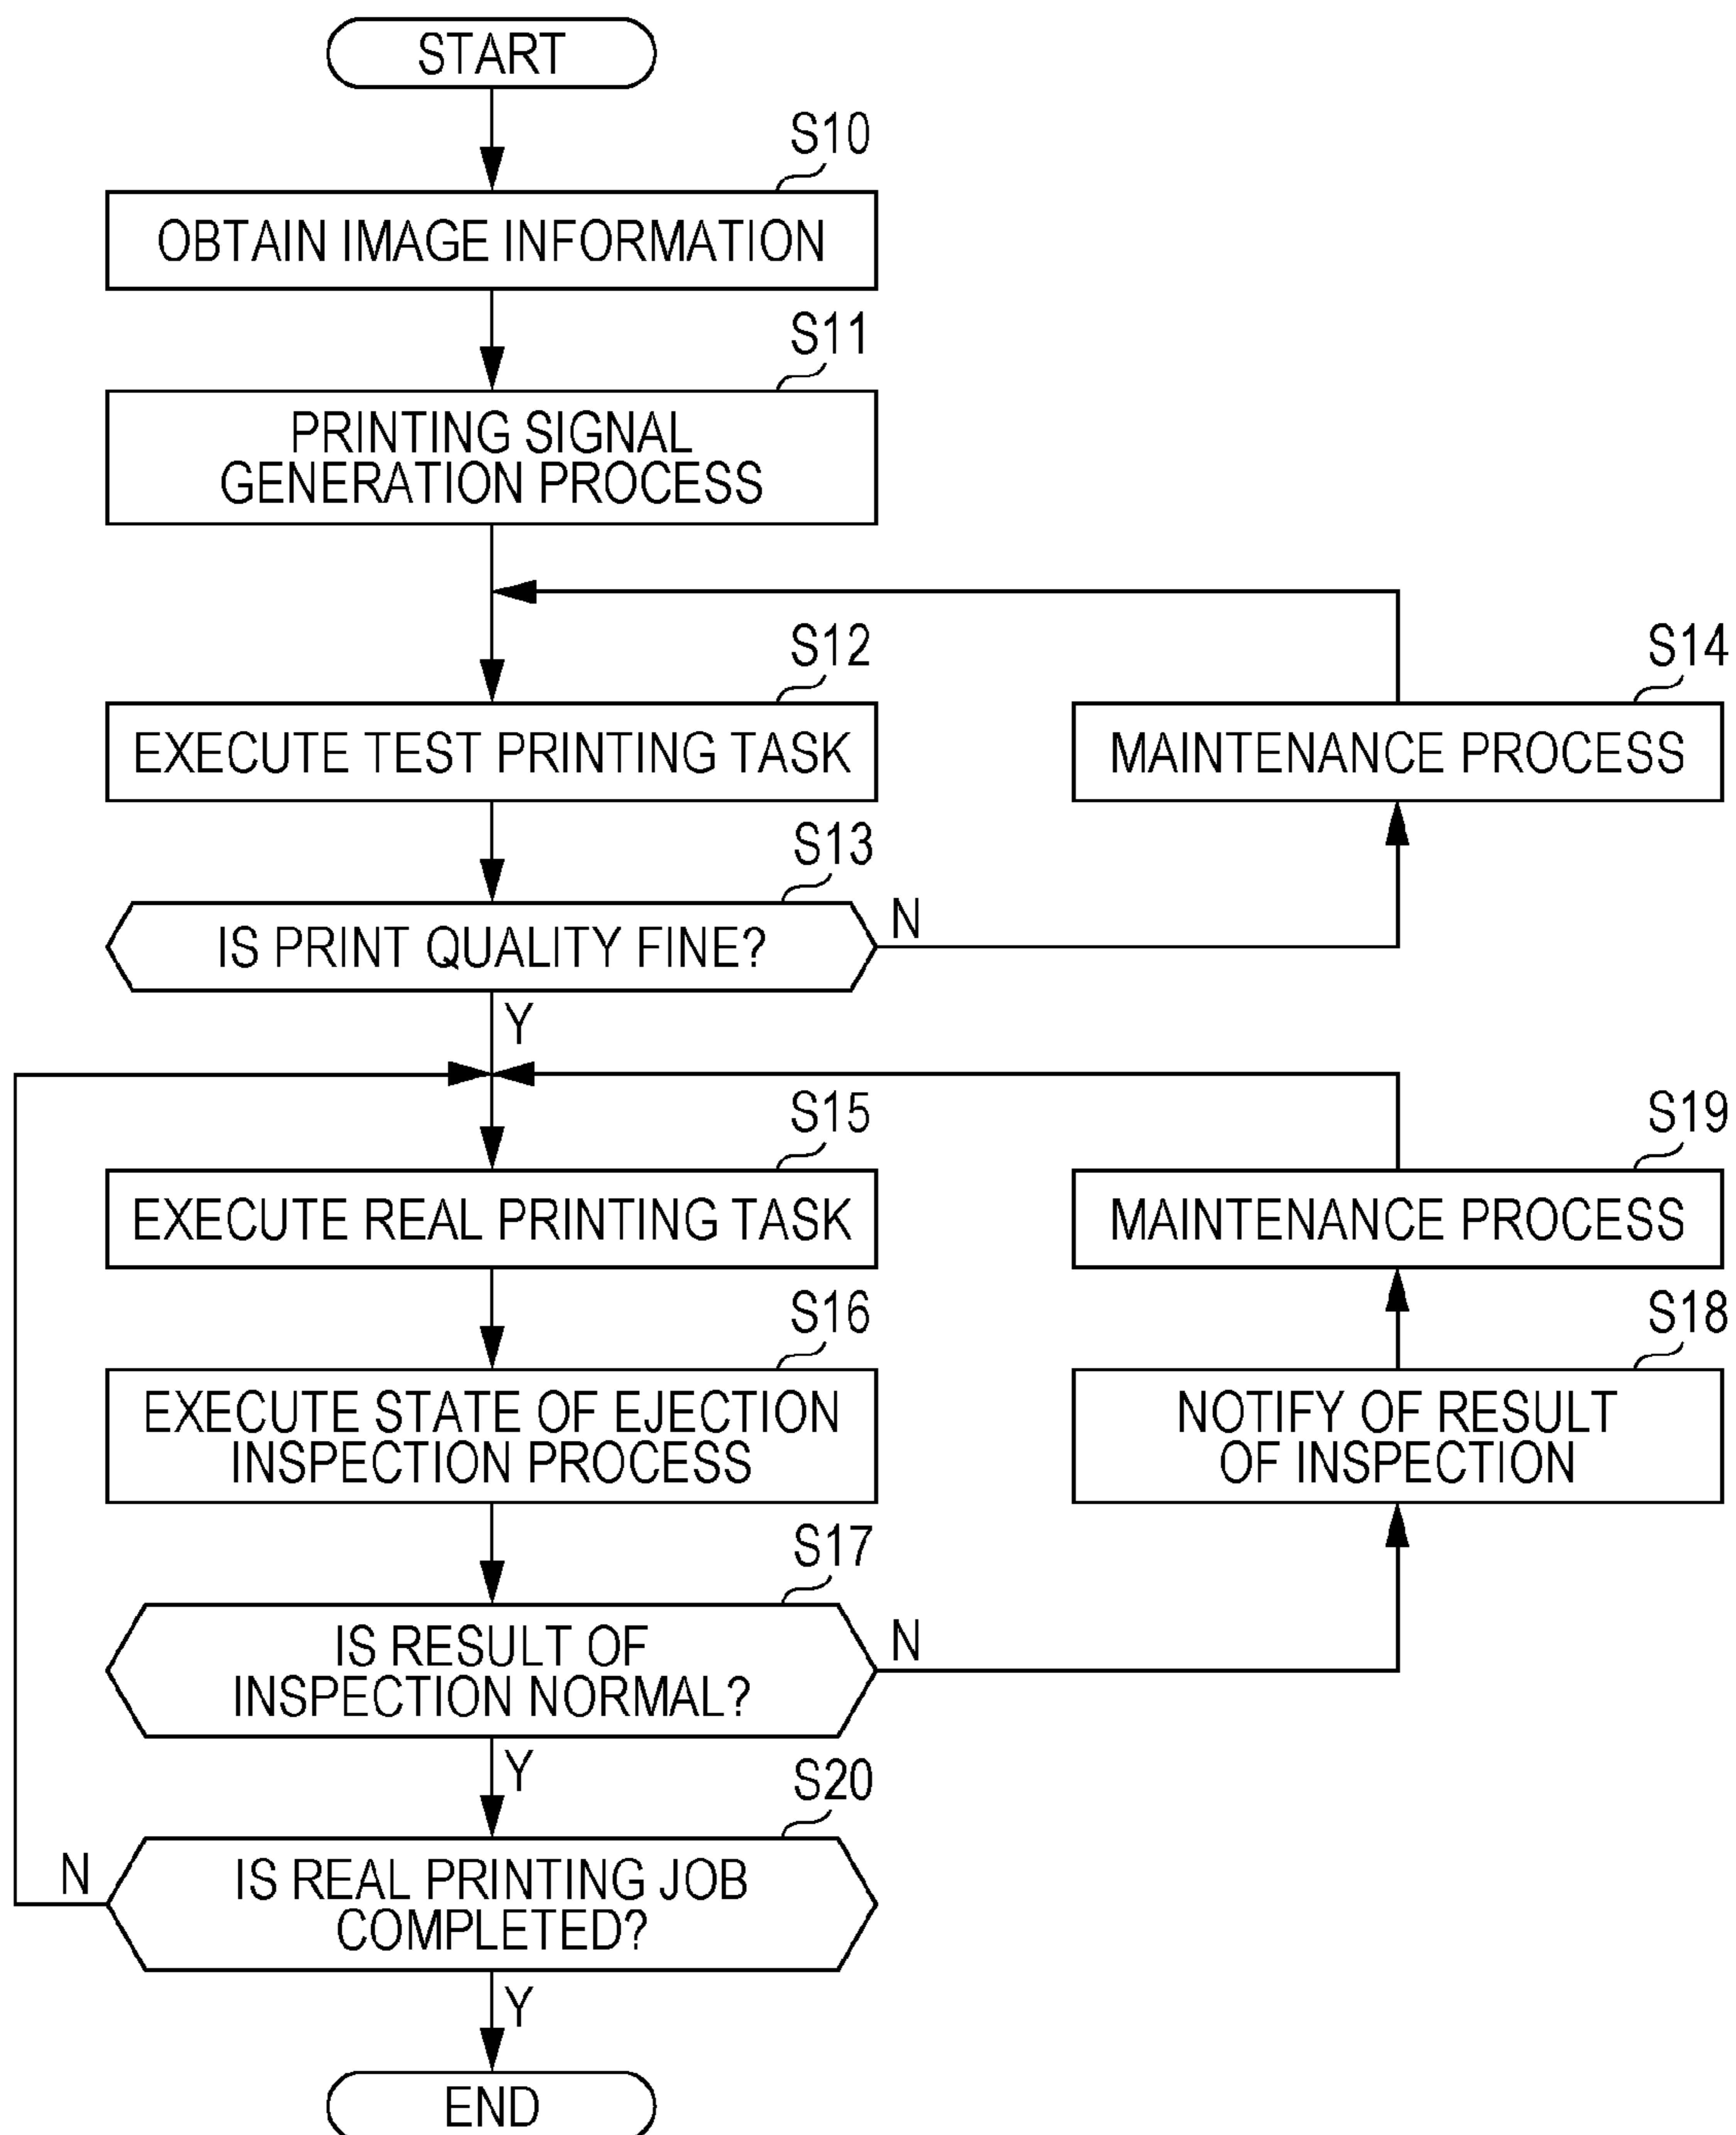 START
S10
OBTAIN IMAGE INFORMATION
S11
PRINTING SIGNAL
GENERATION PROCESS
S12
EXECUTE TEST PRINTING TASK
S14
MAINTENANCE PROCESS
S13
IS PRINT QUALITY FINE?
N
Y
S15
EXECUTE REAL PRINTING TASK
S19
MAINTENANCE PROCESS
S16
EXECUTE STATE OF EJECTION
INSPECTION PROCESS
S18
NOTIFY OF RESULT
OF INSPECTION
S17
IS RESULT OF
INSPECTION NORMAL?
N
Y
S20
IS REAL PRINTING JOB
COMPLETED?
N
Y
END